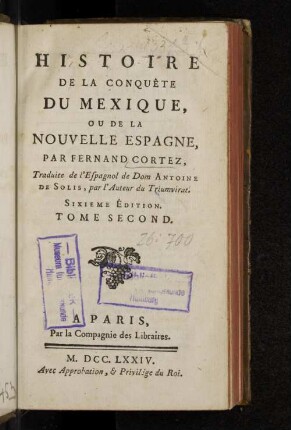 HISTOIRE
DE LA CONQUÊTE
DU MEXIQUE,
OU DE LA
NOUVELLE ESPAGNE,
PAR FERNAND CORTEZ,
Traduite de l'Espagnol de Dom ANTOINE
DE SOLIS, par l'Auteur du Triumvirat.
SIXIEME ÉDITION.
TOME SECOND.
A PARIS,
Par la Compagnie des Libraires.
M. DCC. LXXIV.
Avec Approbation, & Privilége du Roi.